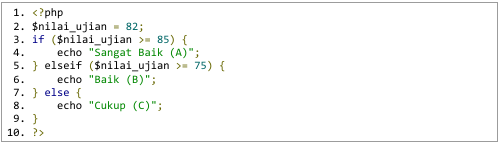 1. <?php
2. $nilai_ujian = 82;
3. if ($nilai_ujian >= 85) {
4.     echo "Sangat Baik (A)";
5. } elseif ($nilai_ujian >= 75) {
6.     echo "Baik (B)";
7. } else {
8.     echo "Cukup (C)";
9. }
10. ?>